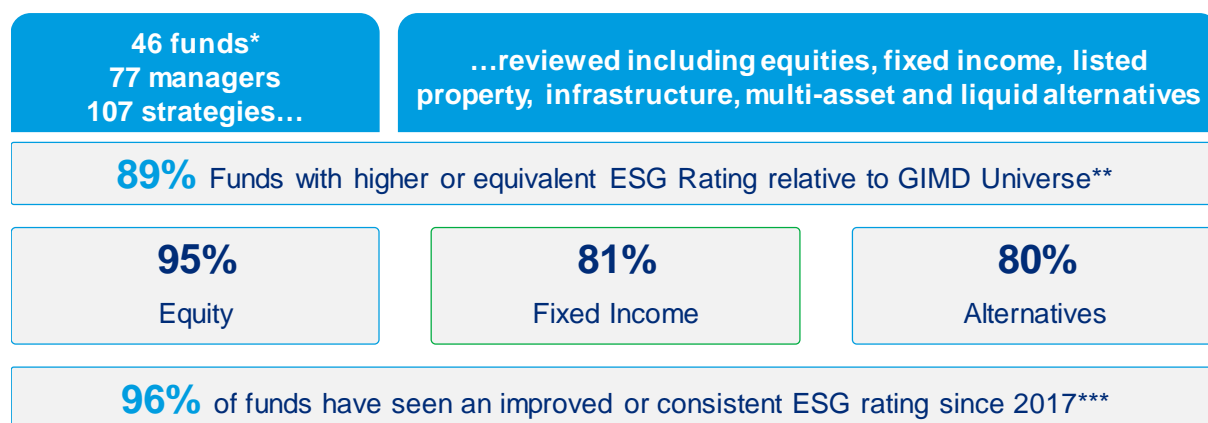 46 funds*
77 managers
107 strategies…
…reviewed including equities, fixed income, listed
property, infrastructure, multi-asset and liquid alternatives
89% Funds with higher or equivalent ESG Rating relative to GIMD Universe**
95%
Equity
81%
Fixed Income
80%
Alternatives
96% of funds have seen an improved or consistent ESG rating since 2017***